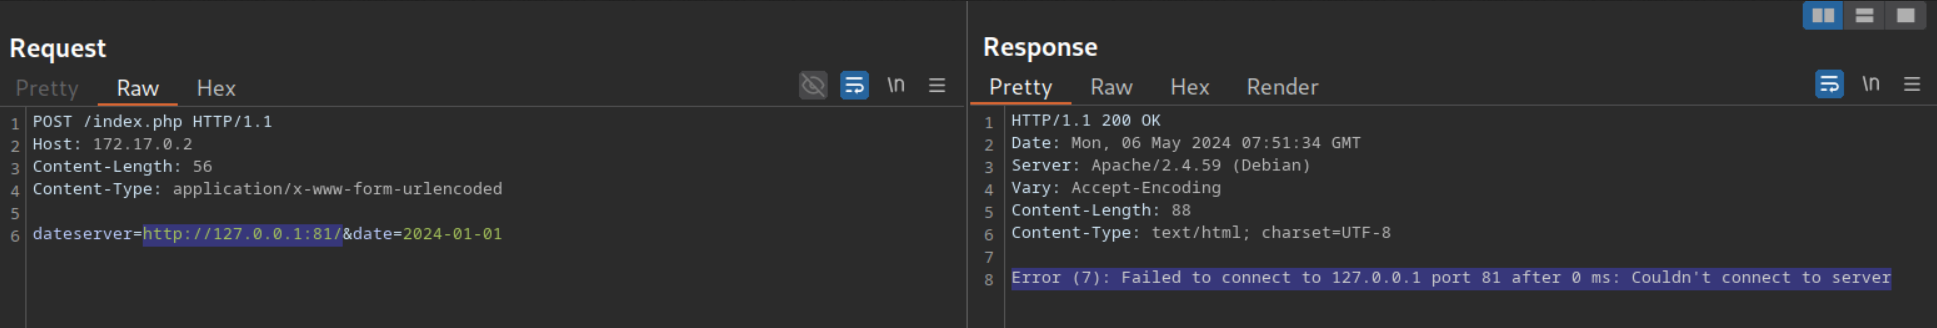 Request
Pretty Raw Hex
\n
1 POST /index.php HTTP/1.1
2 Host: 172.17.0.2
3 Content-Length: 56
4 Content-Type: application/x-www-form-urlencoded
5
6 dateserver=http://127.0.0.1:81/&date=2024-01-01
Response
Pretty Raw Hex Render
\n
1 HTTP/1.1 200 OK
2 Date: Mon, 06 May 2024 07:51:34 GMT
3 Server: Apache/2.4.59 (Debian)
4 Vary: Accept-Encoding
5 Content-Length: 88
6 Content-Type: text/html; charset=UTF-8
7
8 Error (7): Failed to connect to 127.0.0.1 port 81 after 0 ms: Couldn't connect to server